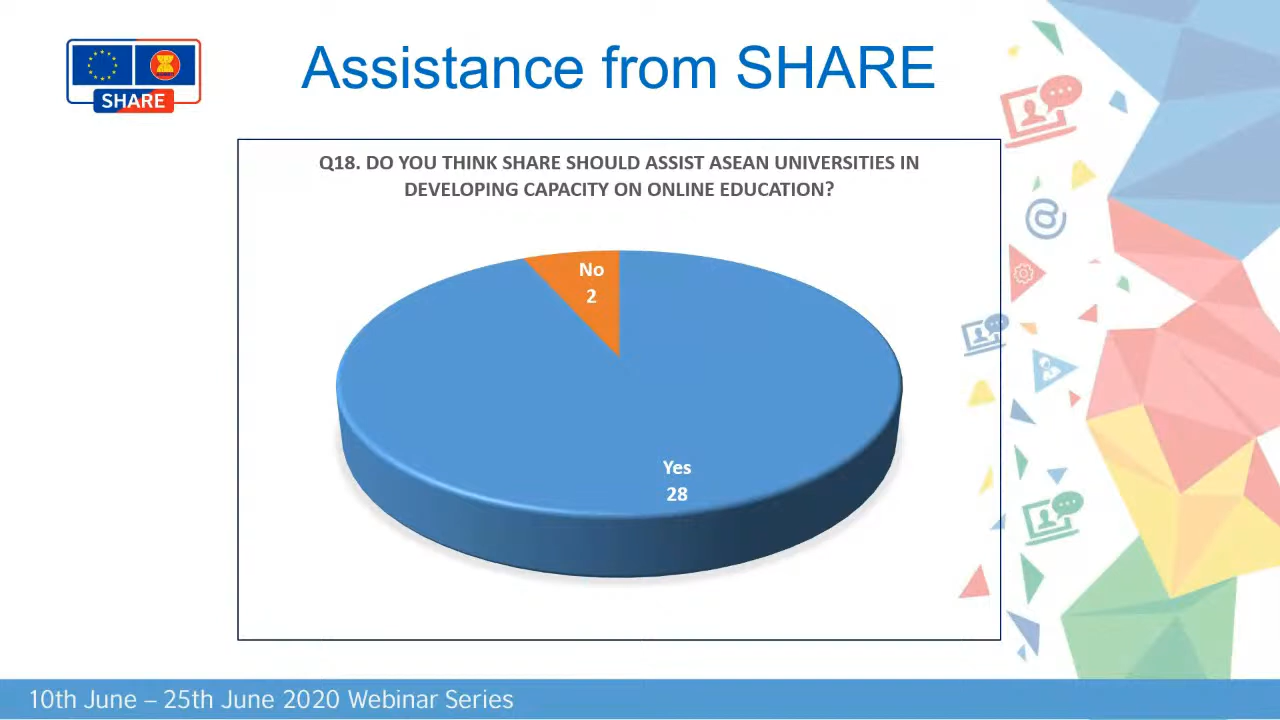 SHARE
Assistance from SHARE
Q18. DO YOU THINK SHARE SHOULD ASSIST ASEAN UNIVERSITIES IN
DEVELOPING CAPACITY ON ONLINE EDUCATION?
No
2
Yes
28
10th June – 25th June 2020 Webinar Series